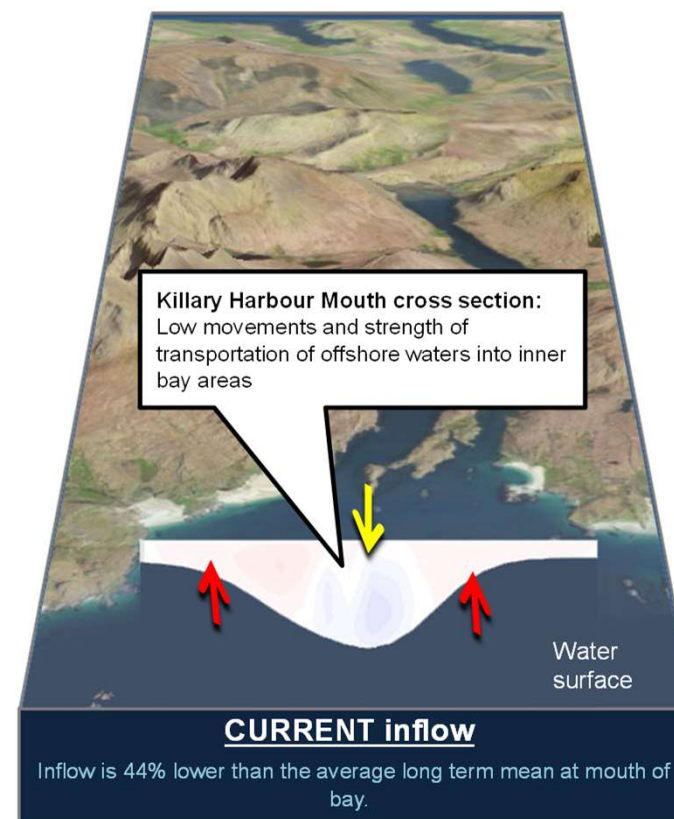 Killary Harbour Mouth cross section:
Low movements and strength of
transportation of offshore waters into inner
bay areas
Water
surface
CURRENT inflow
Inflow is 44% lower than the average long term mean at mouth of
bay.